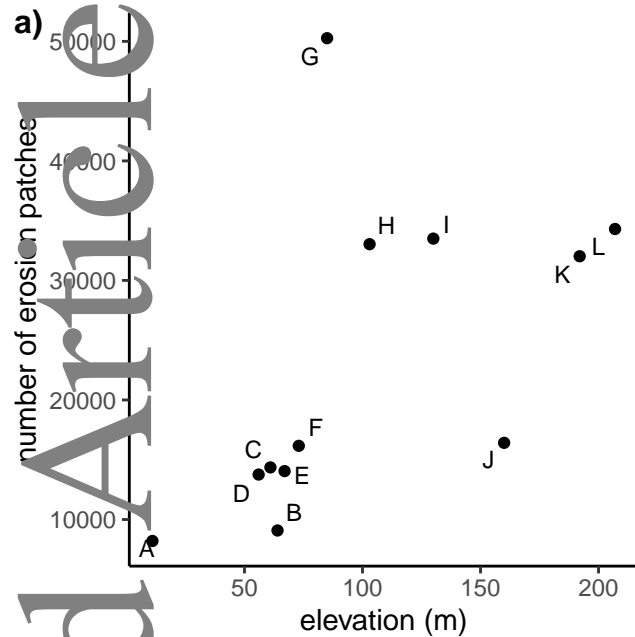 a)
number of erosion patches
50000
40000
30000
20000
10000
G
H
I
L
K
F
C
E
D
J
B
A
50
100
150
200
elevation (m)
d Article